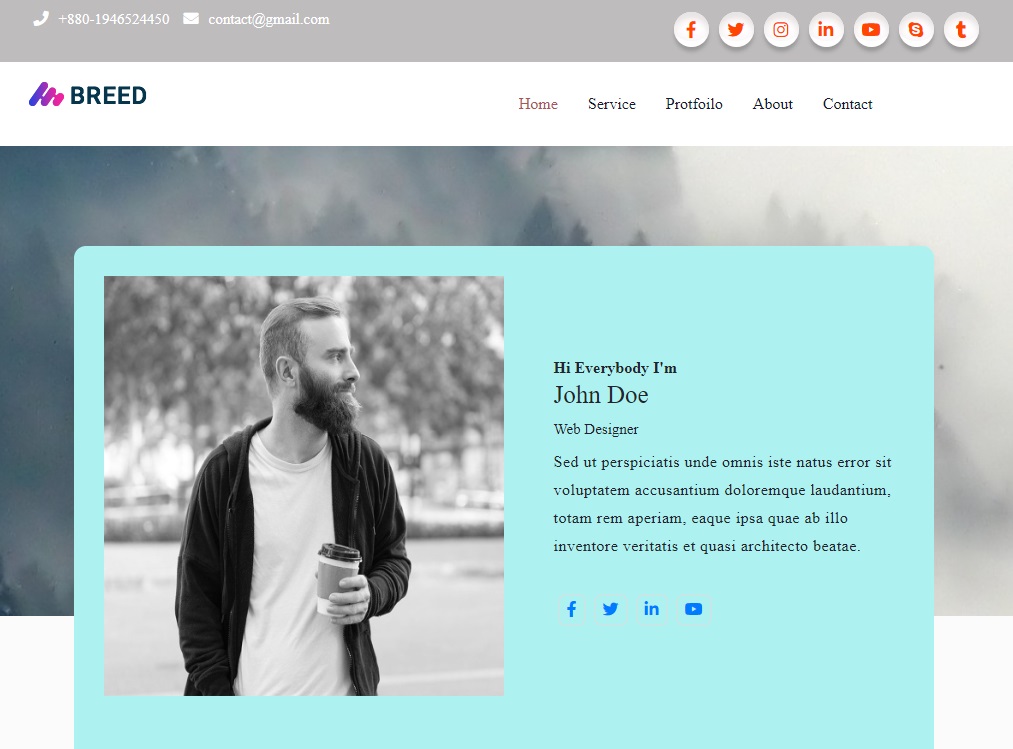 +880-1946524450 contact@gmail.com
BREED
Home Service Protfoilo About Contact
Hi Everybody I'm
John Doe
Web Designer
Sed ut perspiciatis unde omnis iste natus error sit
voluptatem accusantium doloremque laudantium,
totam rem aperiam, eaque ipsa quae ab illo
inventore veritatis et quasi architecto beatae.